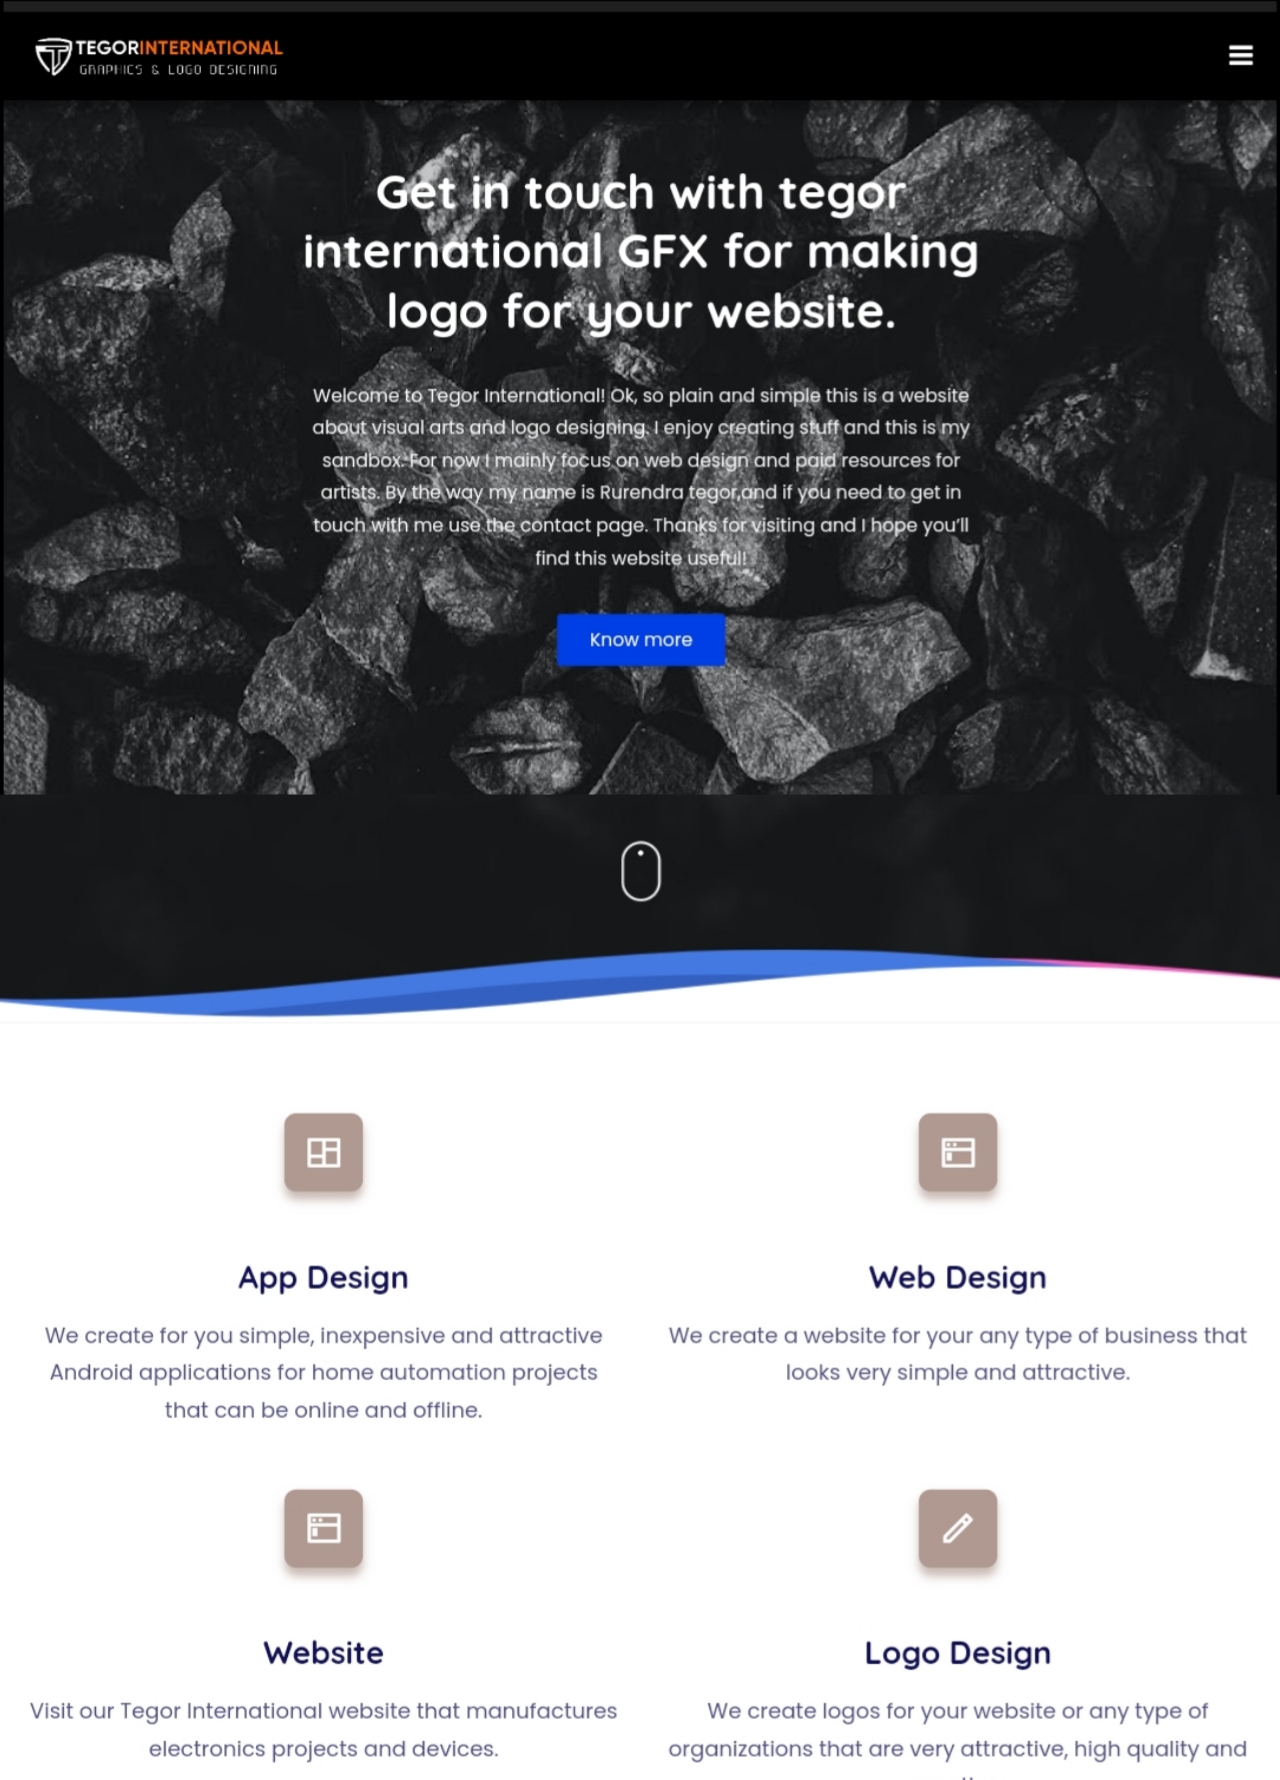 TEGORINTERNATIONAL
GRAPHICS & LOGO DESIGNING
Get in touch with tegor
international GFX for making
logo for your website.
Welcome to Tegor International! Ok, so plain and simple this is a website
about visual arts and logo designing. I enjoy creating stuff and this is my
sandbox. For now I mainly focus on web design and paid resources for
artists. By the way my name is Rurendra tegor,and if you need to get in
touch with me use the contact page. Thanks for visiting and I hope you’ll
find this website useful!
Know more
App Design
We create for you simple, inexpensive and attractive
Android applications for home automation projects
that can be online and offline.
Web Design
We create a website for your any type of business that
looks very simple and attractive.
Website
Visit our Tegor International website that manufactures
electronics projects and devices.
Logo Design
We create logos for your website or any type of
organizations that are very attractive, high quality and